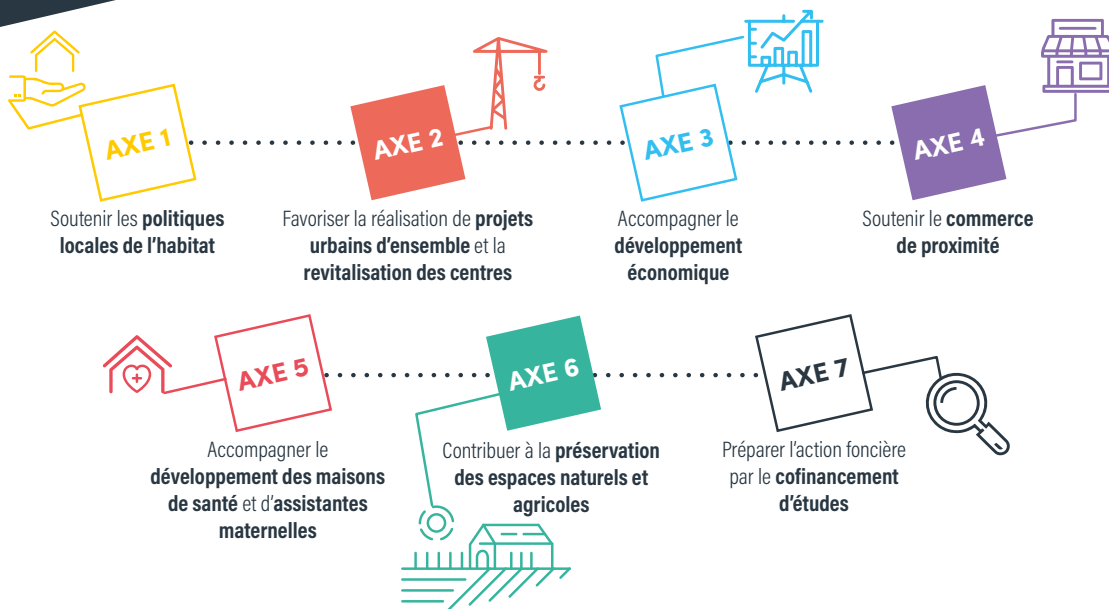 AXE 1
Soutenir les politiques
locales de l'habitat
AXE 2
Favoriser la réalisation de projets
urbains d'ensemble et la
revitalisation des centres
AXE 3
Accompagner le
développement
économique
AXE 4
Soutenir le commerce
de proximité
AXE 5
Accompagner le
développement des maisons
de santé et d'assistantes
maternelles
AXE 6
Contribuer à la préservation
des espaces naturels et
agricoles
AXE 7
Préparer l'action foncière
par le cofinancement
d'études